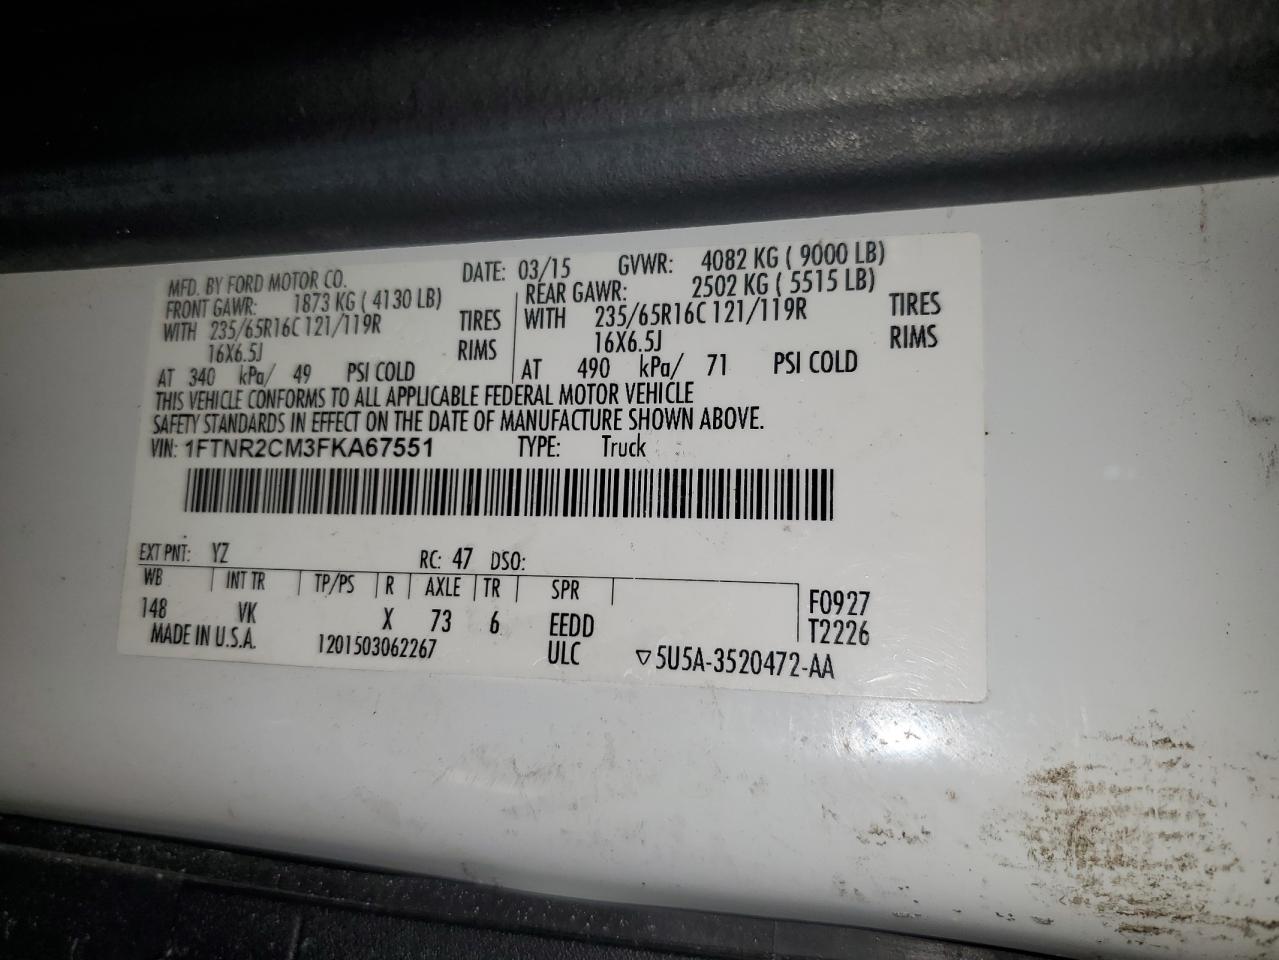 MFD. BY FORD MOTOR CO. DATE: 03/15 GVWR: 4082 KG ( 9000 LB)
FRONT GAWR: 1873 KG ( 4130 LB) REAR GAWR: 2502 KG ( 5515 LB)
WITH 235/65R16C 121/119R TIRES WITH 235/65R16C 121/119R TIRES
16X6.5J RIMS 16X6.5J RIMS
AT 340 kPa/ 49 PSI COLD AT 490 kPa/ 71 PSI COLD
THIS VEHICLE CONFORMS TO ALL APPLICABLE FEDERAL MOTOR VEHICLE
SAFETY STANDARDS IN EFFECT ON THE DATE OF MANUFACTURE SHOWN ABOVE.
VIN: 1FTNR2CM3FKA67551 TYPE: Truck
EXT PNT: YZ RC: 47 DSO:
WB INT TR TP/PS R AXLE TR SPR F0927
148 VK X 73 6 EEDD T2226
MADE IN U.S.A. 1201503062267 ULC ▽5U5A-3520472-AA